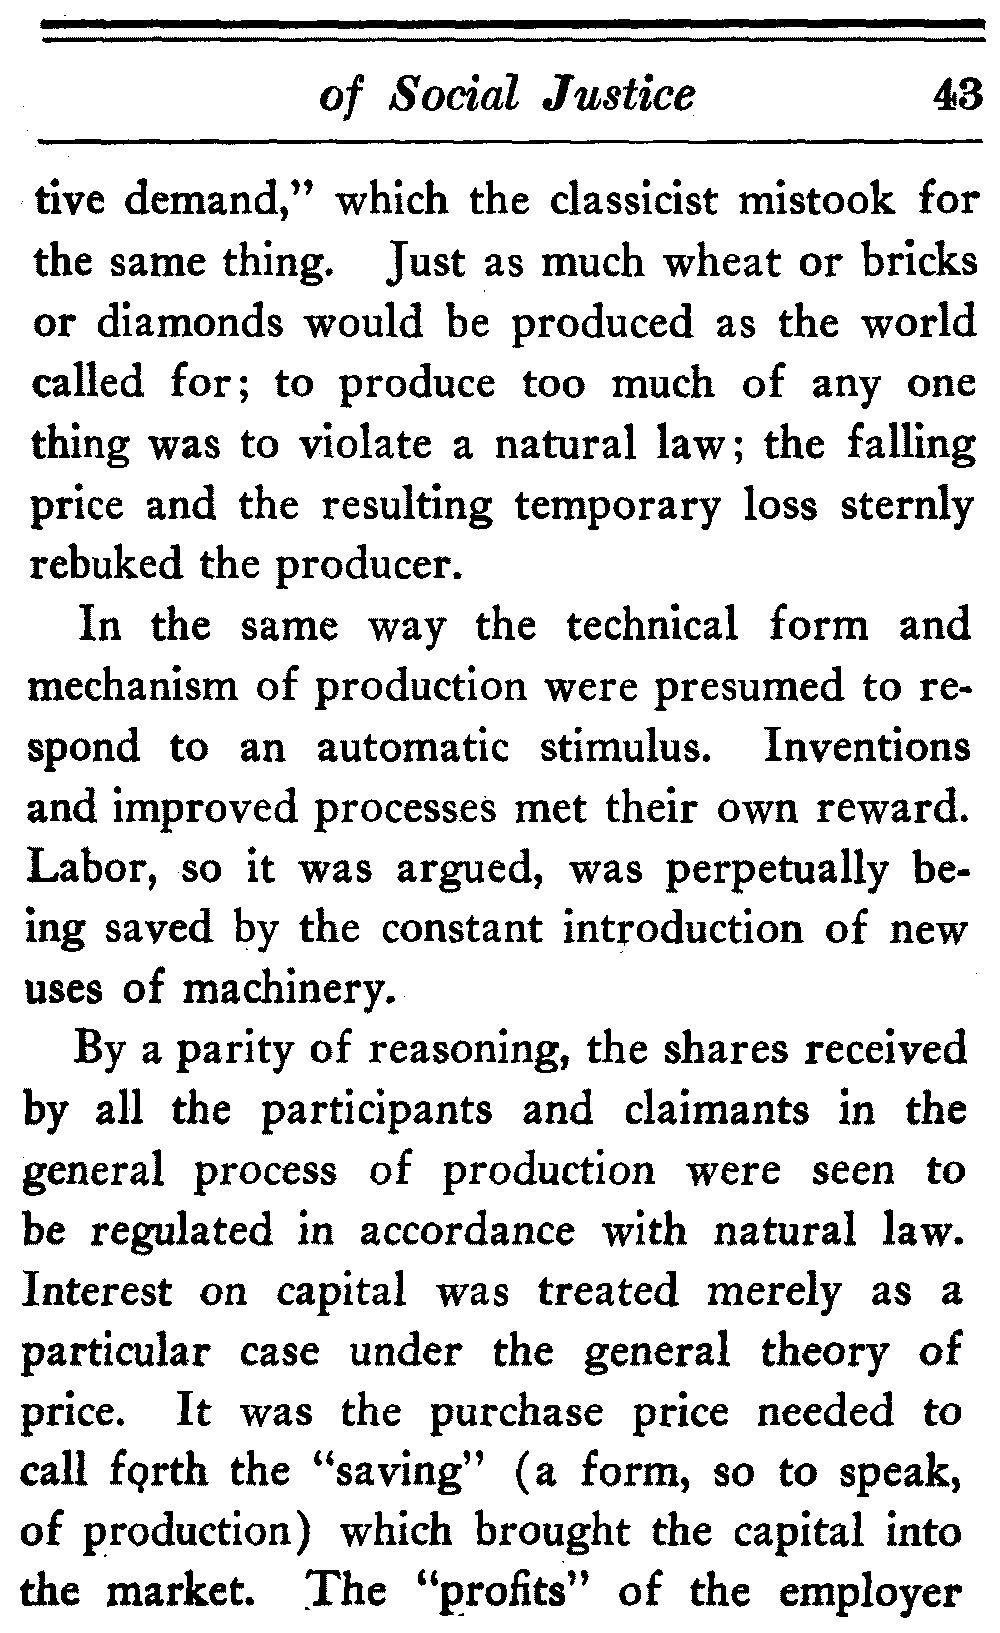 of Social Justice 43
tive demand,” which the classicist mistook for
the same thing. Just as much wheat or bricks
or diamonds would be produced as the world
called for; to produce too much of any one
thing was to violate a natural law; the falling
price and the resulting temporary loss sternly
rebuked the producer.
In the same way the technical form and
mechanism of production were presumed to re-
spond to an automatic stimulus. Inventions
and improved processes met their own reward.
Labor, so it was argued, was perpetually be-
ing saved by the constant introduction of new
uses of machinery.
By a parity of reasoning, the shares received
by all the participants and claimants in the
general process of production were seen to
be regulated in accordance with natural law.
Interest on capital was treated merely as a
particular case under the general theory of
price. It was the purchase price needed to
call forth the “saving” (a form, so to speak,
of production) which brought the capital into
the market. The “profits” of the employer